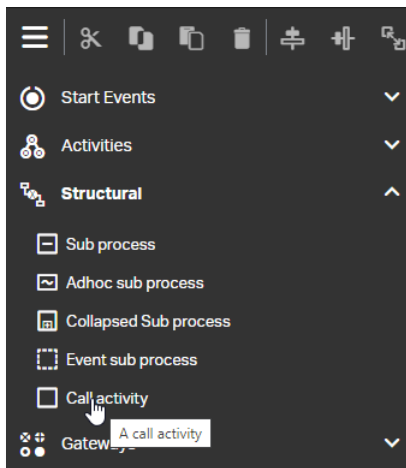 Start Events
Activities
Structural
Sub process
Adhoc sub process
Collapsed Sub process
Event sub process
Call activity
A call activity
Gateways